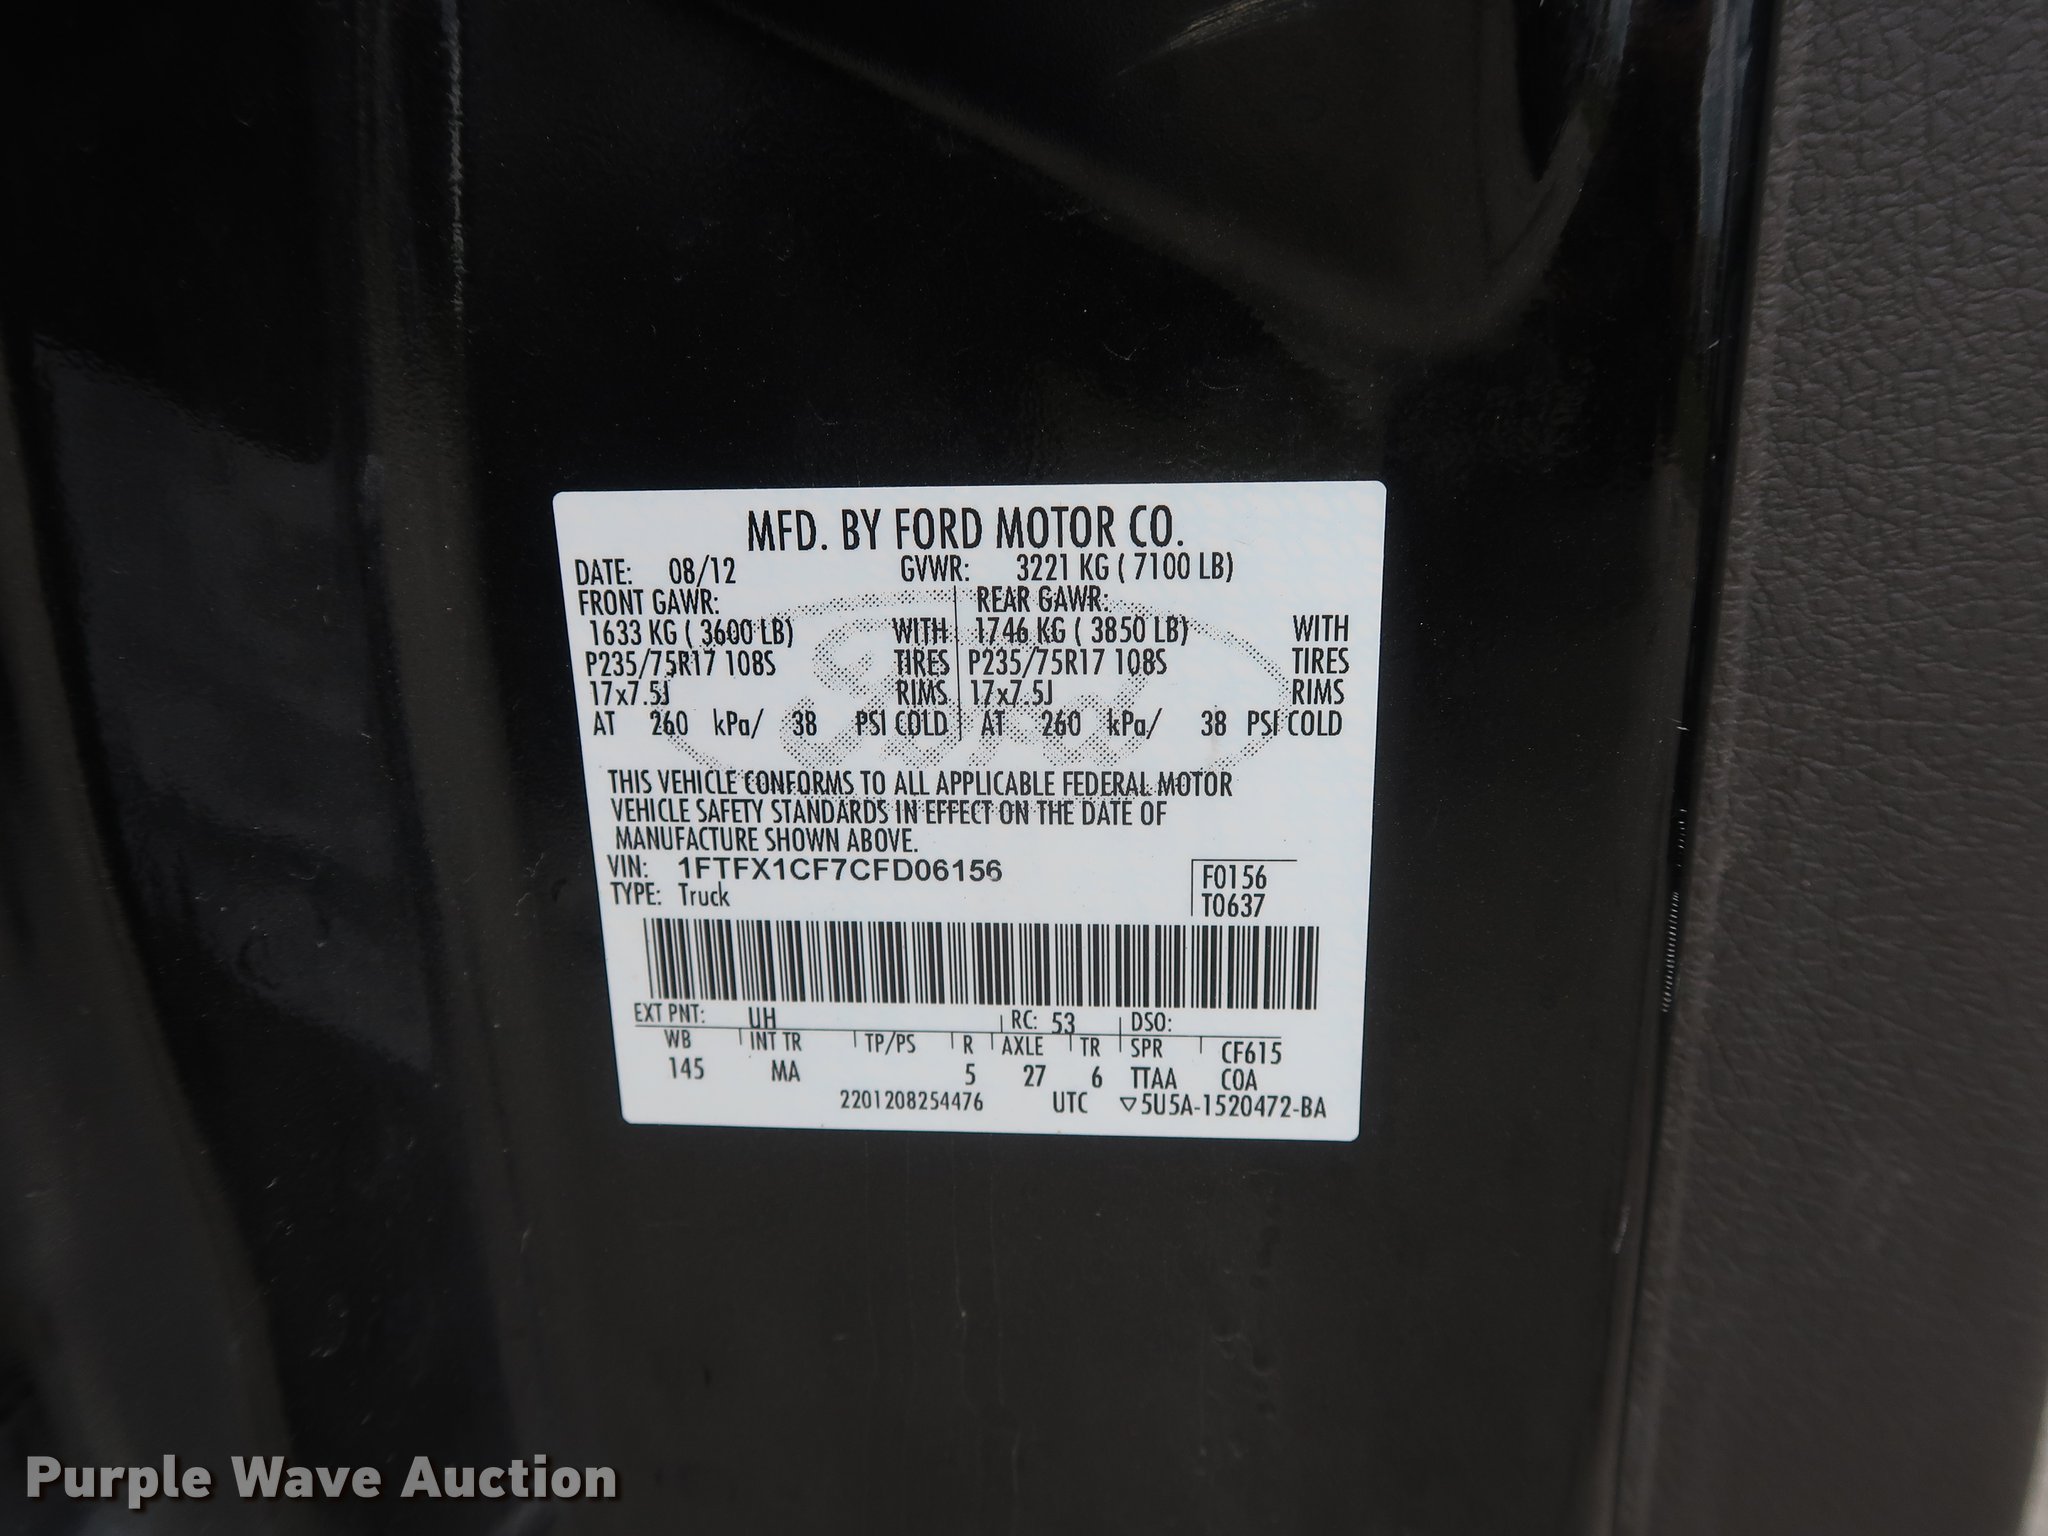 MFD. BY FORD MOTOR CO.
DATE: 08/12 GVWR: 3221 KG ( 7100 LB)
FRONT GAWR: REAR GAWR:
1633 KG ( 3600 LB) WITH 1746 KG ( 3850 LB) WITH
P235/75R17 108S TIRES P235/75R17 108S TIRES
17x7.5J RIMS 17x7.5J RIMS
AT 260 kPa/ 38 PSI COLD AT 260 kPa/ 38 PSI COLD
Ford
THIS VEHICLE CONFORMS TO ALL APPLICABLE FEDERAL MOTOR
VEHICLE SAFETY STANDARDS IN EFFECT ON THE DATE OF
MANUFACTURE SHOWN ABOVE.
VIN: 1FTFX1CF7CFD06156 F0156
TYPE: Truck T0637
EXT PNT: UH RC: 53 DSO:
WB INT TR TP/PS R AXLE TR SPR CF615
145 MA 5 27 6 TTAA COA
2201208254476 UTC ▽5U5A-1520472-BA
Purple Wave Auction